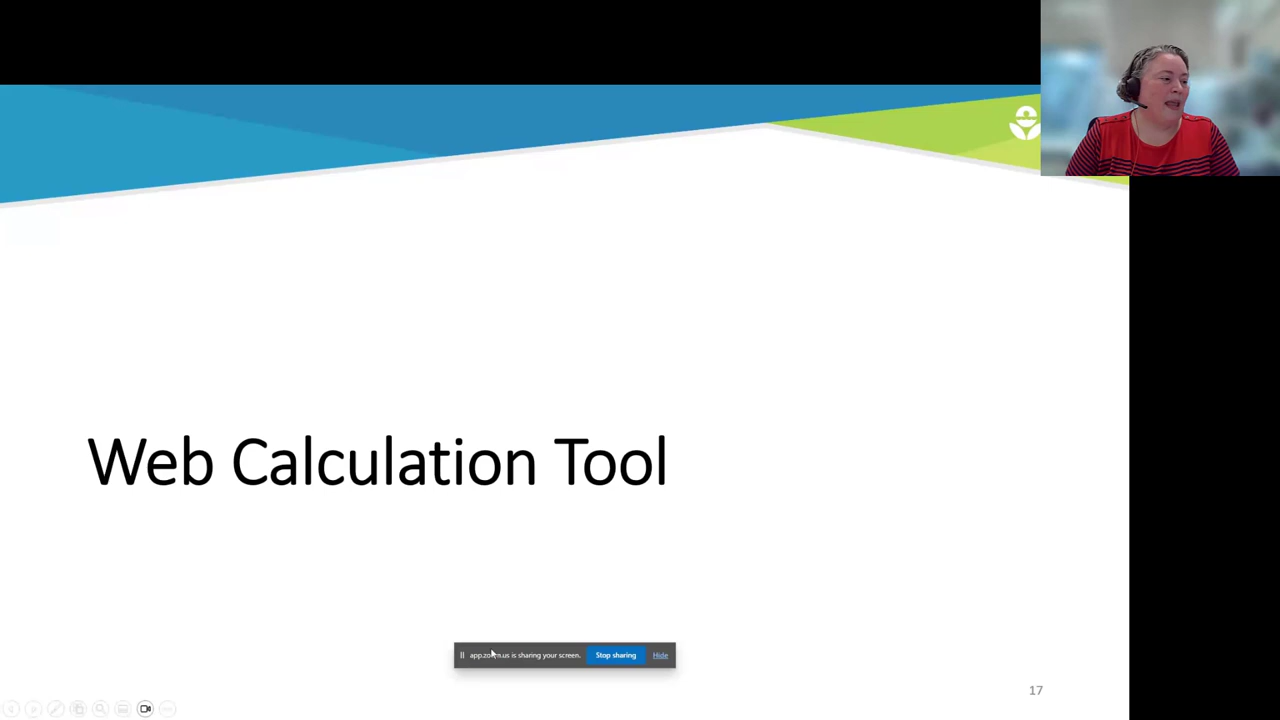 Web Calculation Tool
app.zoom.us is sharing your screen.
Stop sharing
Hide
17